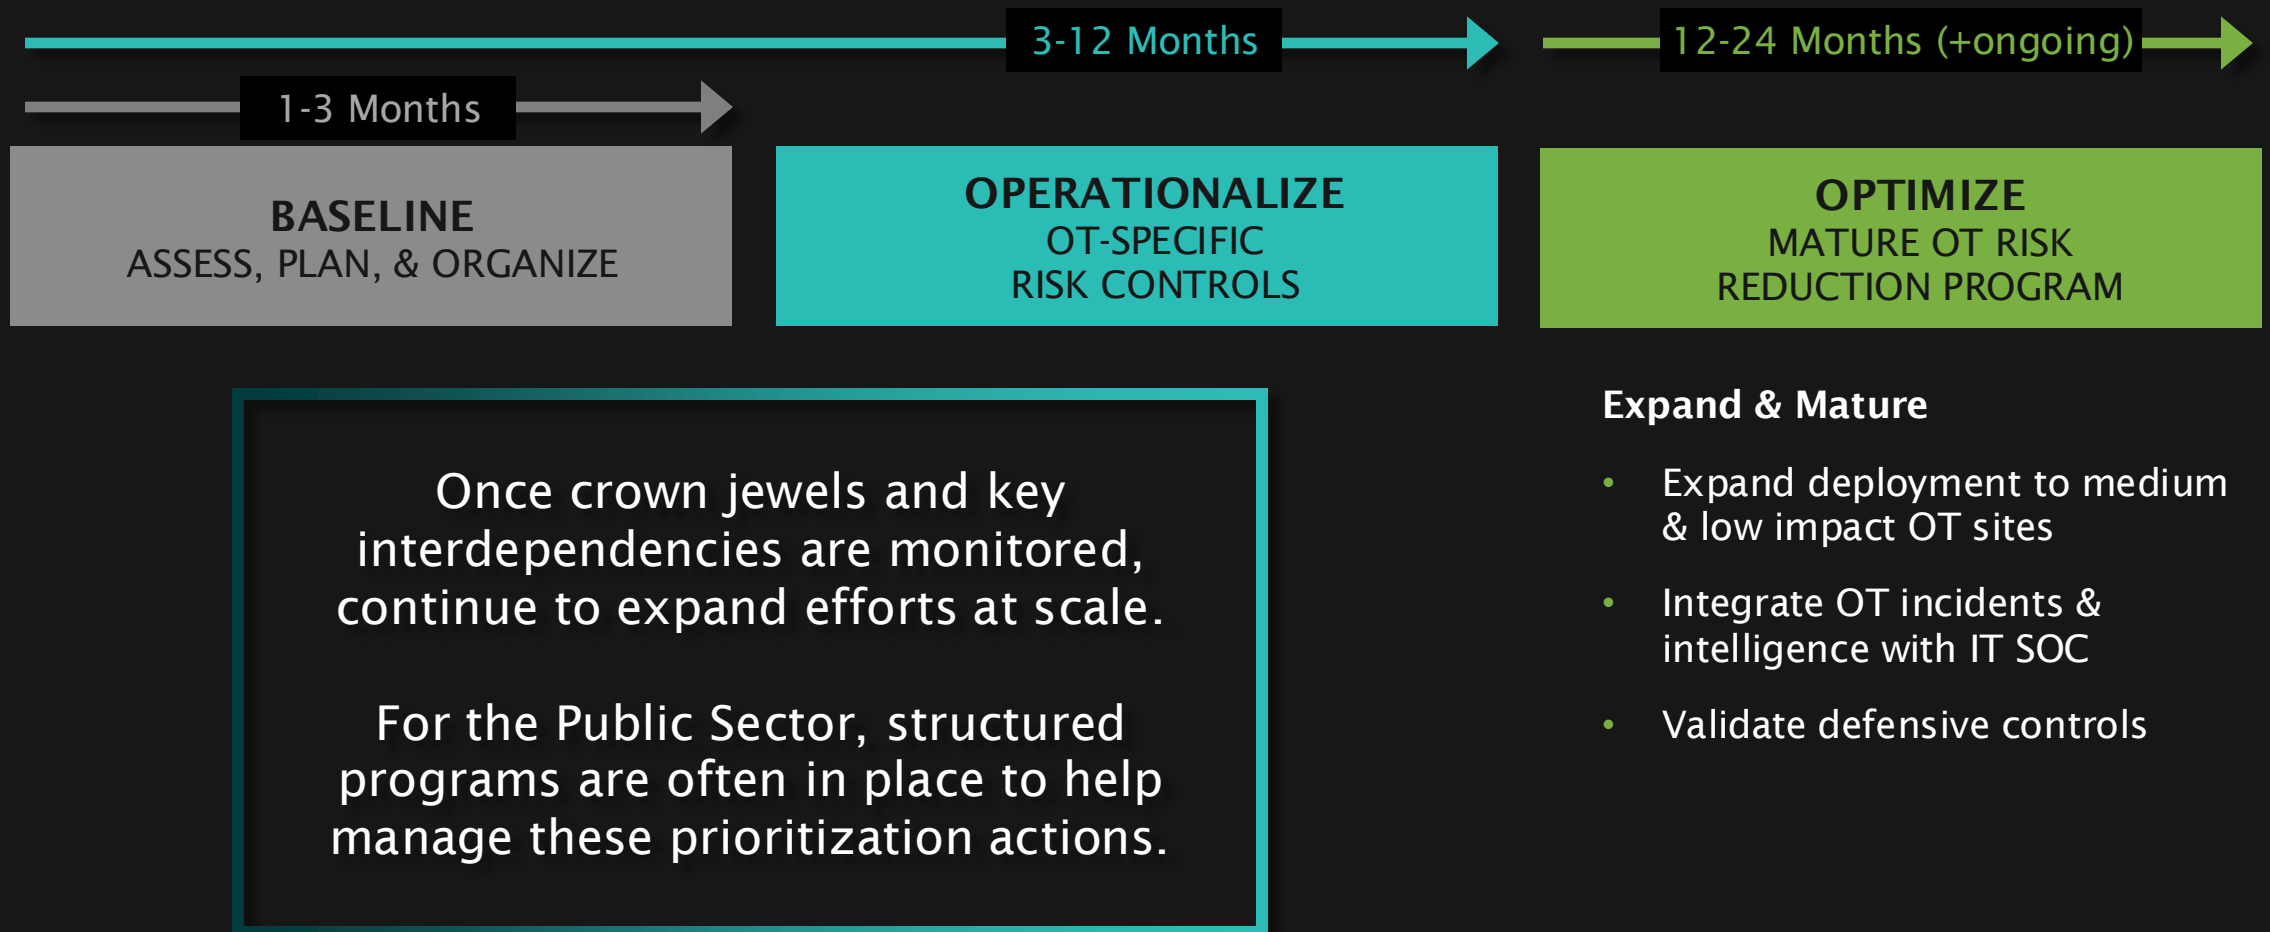 3-12 Months
12-24 Months (+ongoing)
1-3 Months
BASELINE
ASSESS, PLAN, & ORGANIZE
OPERATIONALIZE
OT-SPECIFIC
RISK CONTROLS
OPTIMIZE
MATURE OT RISK
REDUCTION PROGRAM
Once crown jewels and key
interdependencies are monitored,
continue to expand efforts at scale.
For the Public Sector, structured
programs are often in place to help
manage these prioritization actions.
Expand & Mature
• Expand deployment to medium
& low impact OT sites
• Integrate OT incidents &
intelligence with IT SOC
• Validate defensive controls